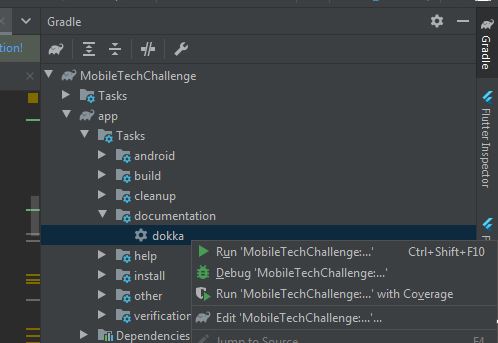 Gradle
tion!
MobileTechChallenge
Tasks
app
Tasks
android
build
cleanup
documentation
dokka
help
install
other
verification
Dependencies
Run 'MobileTechChallenge:...' Ctrl+Shift+F10
Debug 'MobileTechChallenge:...'
Run 'MobileTechChallenge:...' with Coverage
Edit 'MobileTechChallenge:...'...
Jump to Source F4
Gradle
Flutter Inspector